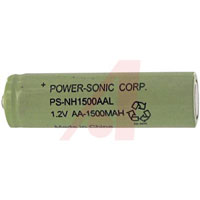 + POWER-SONIC CORP.
PS-NH1500AAL
1.2V AA-1500MAH